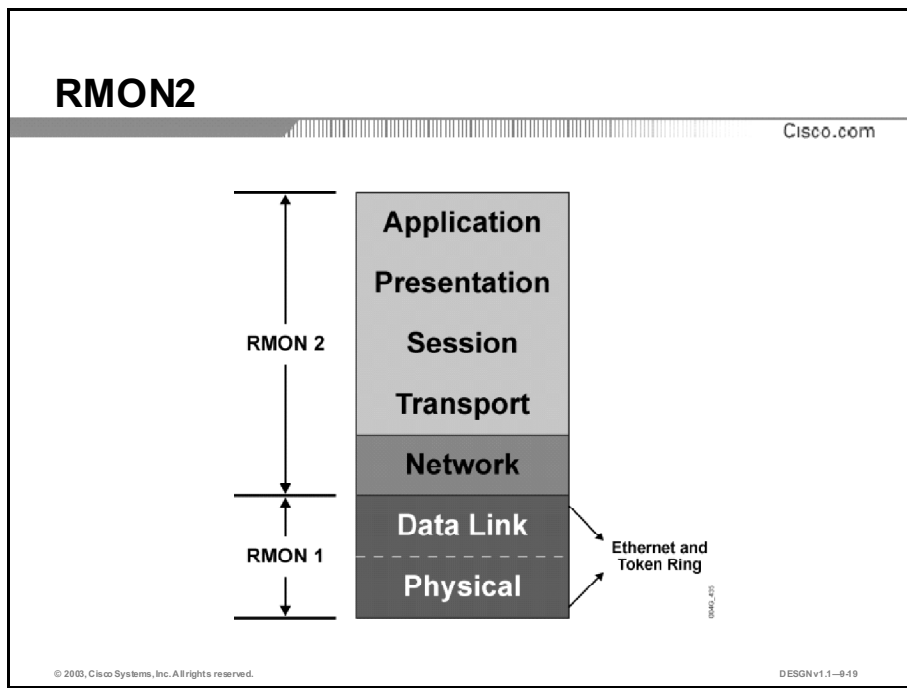 RMON2
Cisco.com
Application
Presentation
RMON 2
Session
Transport
Network
Data Link
RMON 1
Ethernet and
Token Ring
Physical
© 2003, Cisco Systems, Inc. All rights reserved.
DESGN v1.1—9-19